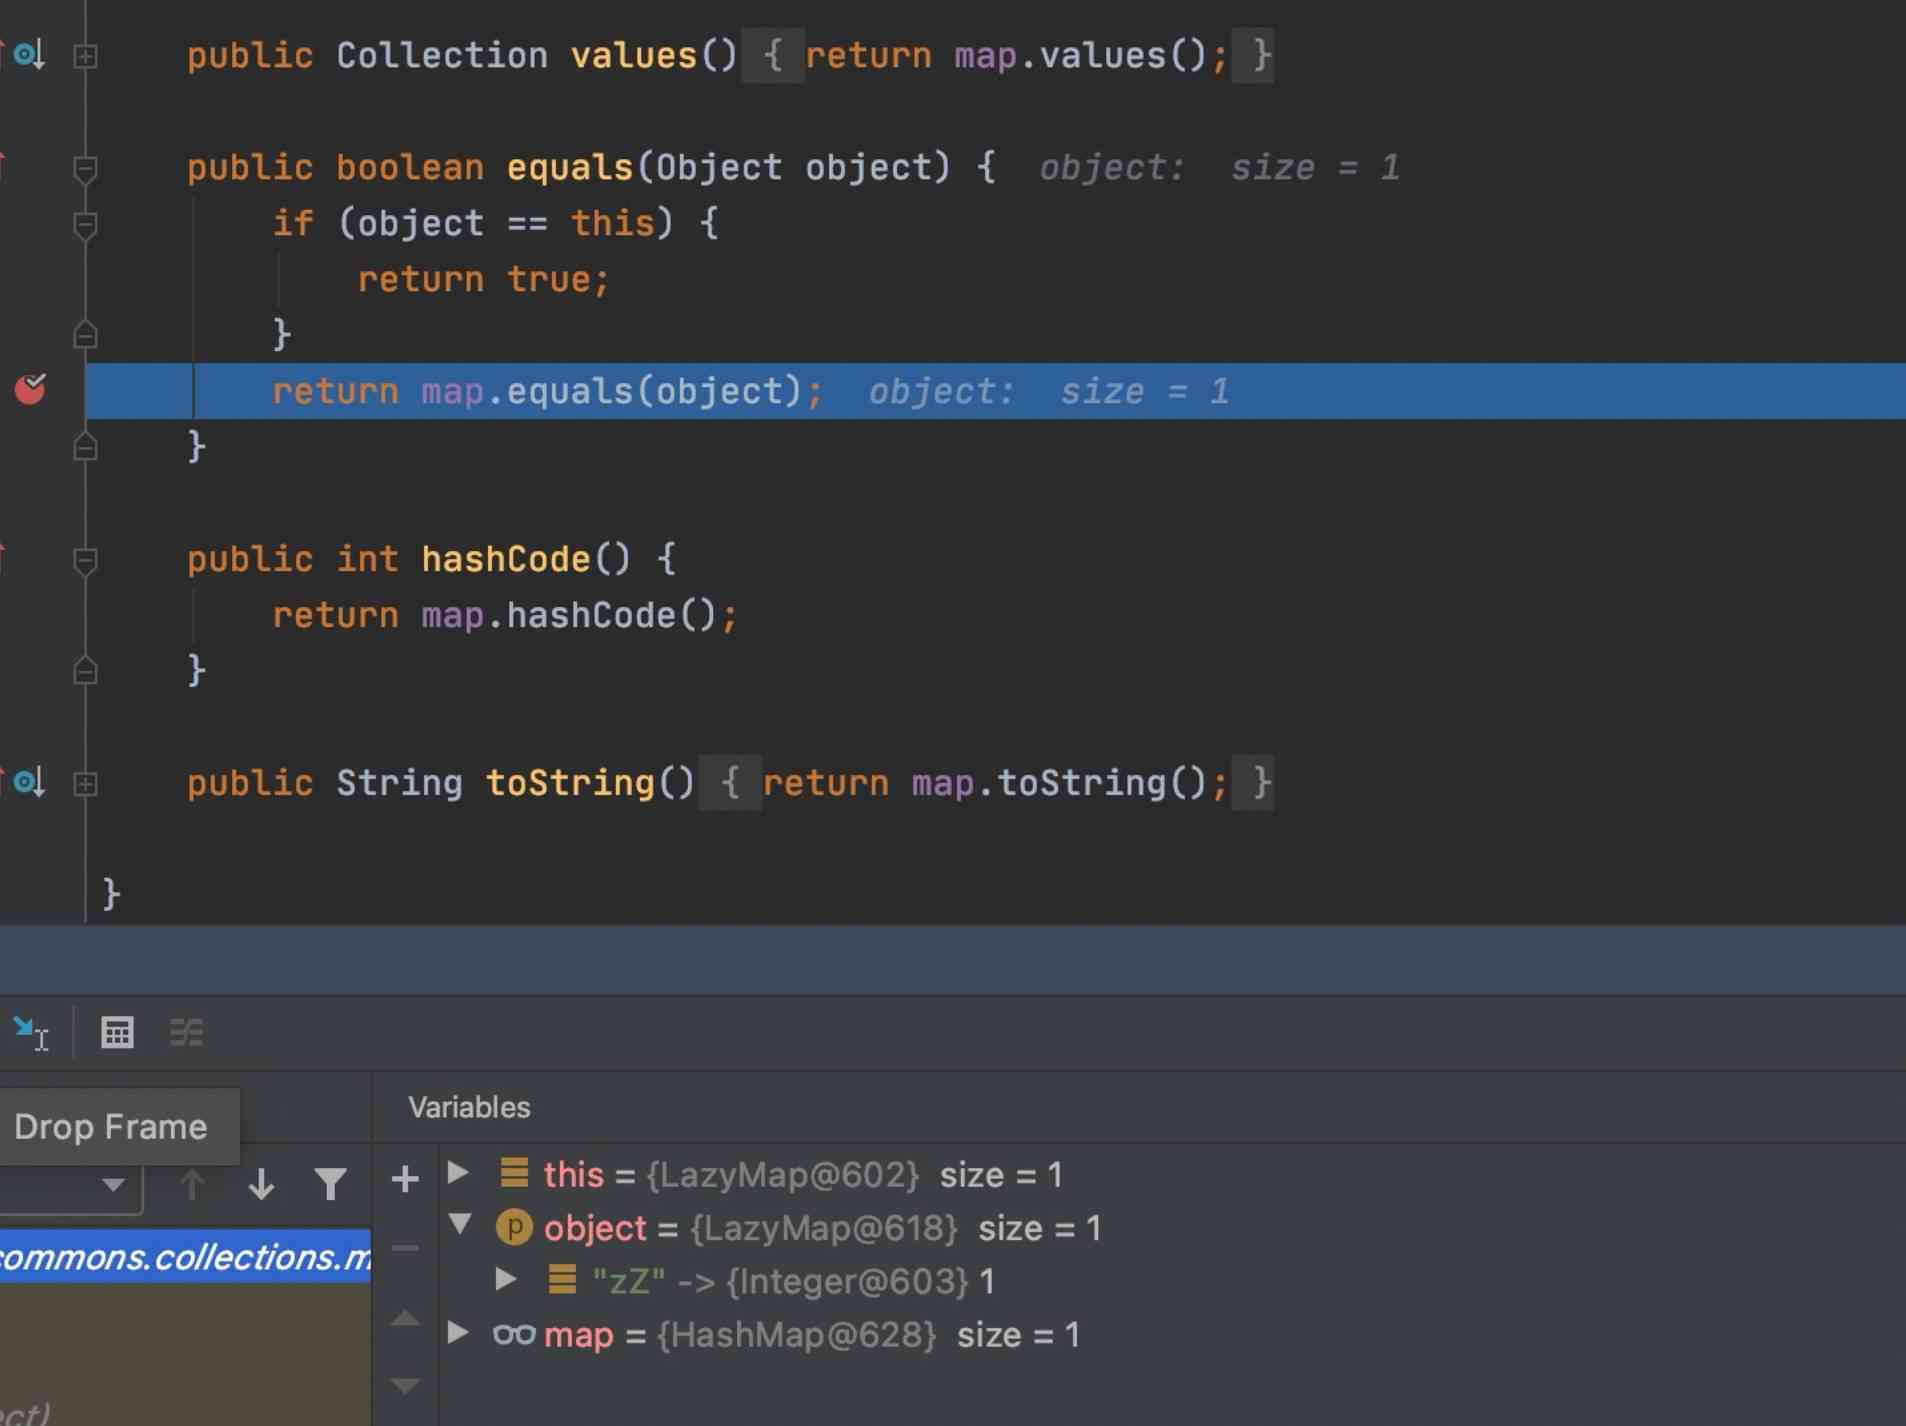 public Collection values() { return map.values(); }
public boolean equals(Object object) { object: size = 1
if (object == this) {
return true;
}
return map.equals(object); object: size = 1
}
public int hashCode() {
return map.hashCode();
}
public String toString() { return map.toString(); }
}
Drop Frame
Variables
this = {LazyMap@602} size = 1
object = {LazyMap@618} size = 1
"zZ" -> {Integer@603} 1
map = {HashMap@628} size = 1
commons.collections.m
ect)